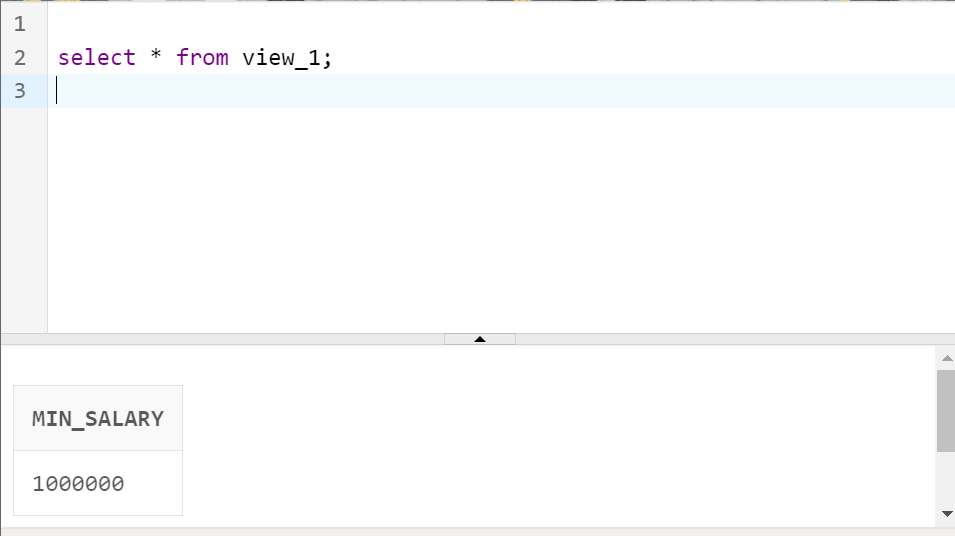 1
2 select * from view_1;
3
MIN_SALARY
1000000